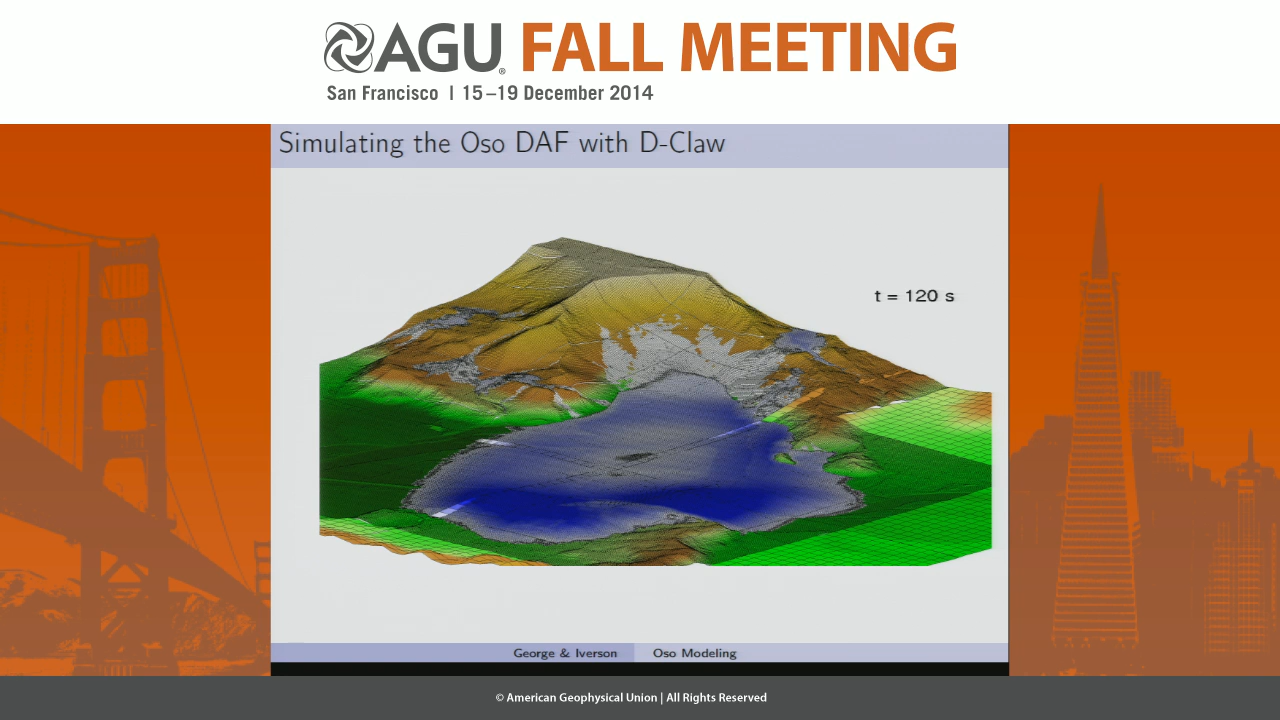 AGU® FALL MEETING
San Francisco | 15–19 December 2014
Simulating the Oso DAF with D-Claw
t = 120 s
George & Iverson Oso Modeling
© American Geophysical Union | All Rights Reserved